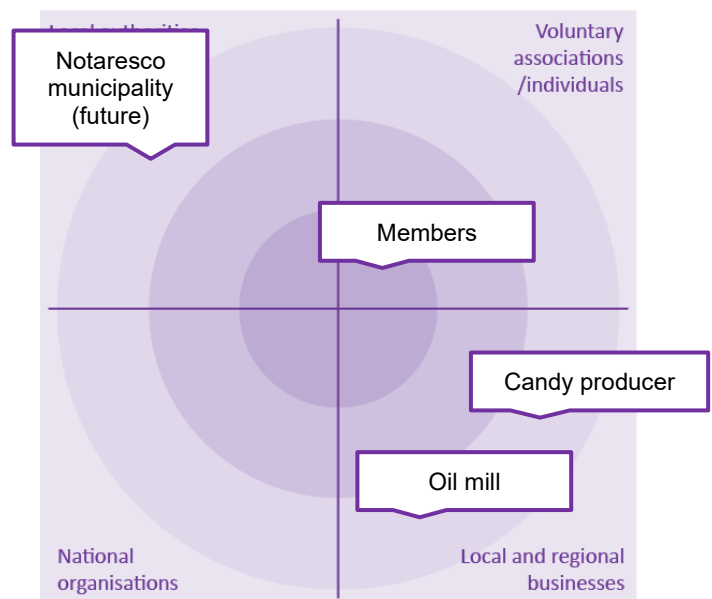 Notaresco
municipality
(future)
Voluntary
associations
/individuals
Members
Candy producer
Oil mill
National
organisations
Local and regional
businesses